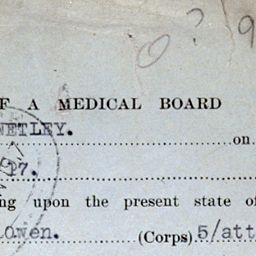 0? 9
F A MEDICAL BOARD
NETLEY.
on
17.
ng upon the present state of
Owen. (Corps) 5/att